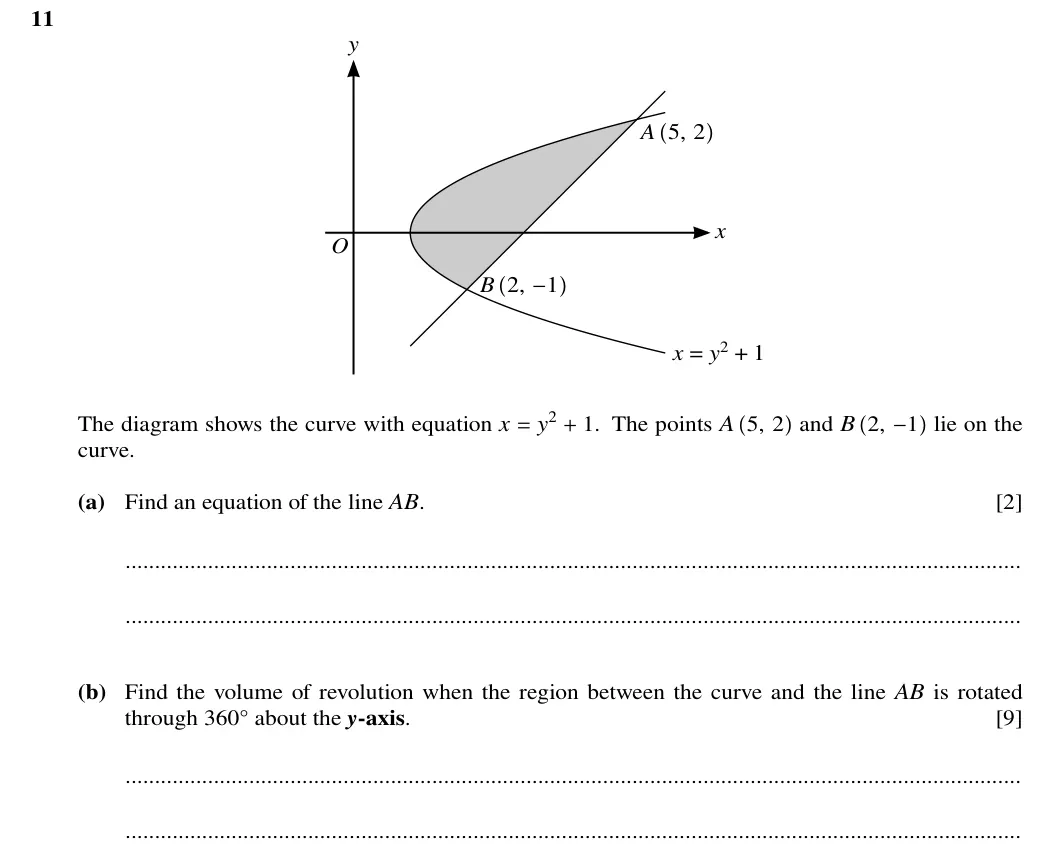 11
y
A (5, 2)
x
O
B (2, −1)
x = y² + 1
The diagram shows the curve with equation x = y² + 1. The points A (5, 2) and B (2, −1) lie on the
curve.
(a) Find an equation of the line AB. [2]
(b) Find the volume of revolution when the region between the curve and the line AB is rotated
through 360° about the y-axis. [9]